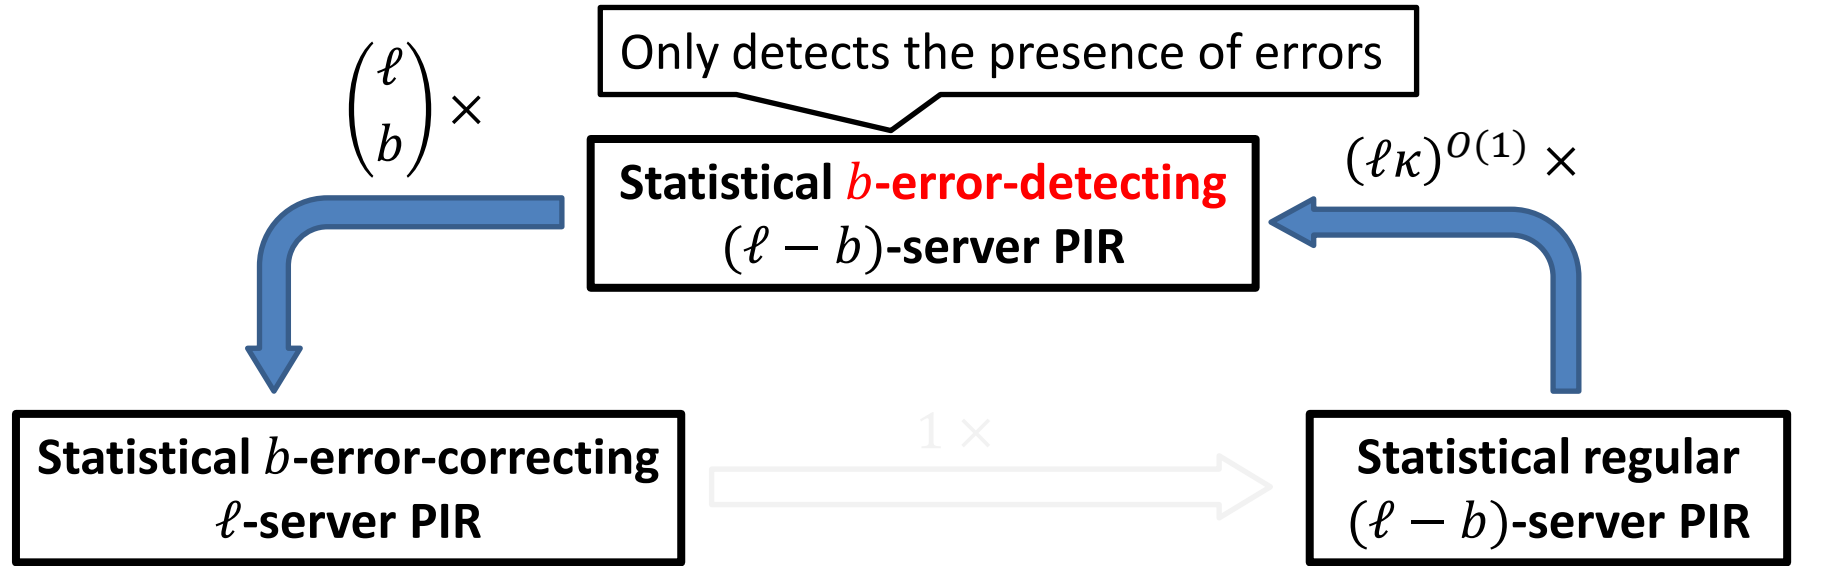 Only detects the presence of errors
(ℓ b) ×
(ℓκ)^{O(1)} ×
Statistical b-error-detecting
(ℓ − b)-server PIR
1 ×
Statistical b-error-correcting
ℓ-server PIR
Statistical regular
(ℓ − b)-server PIR